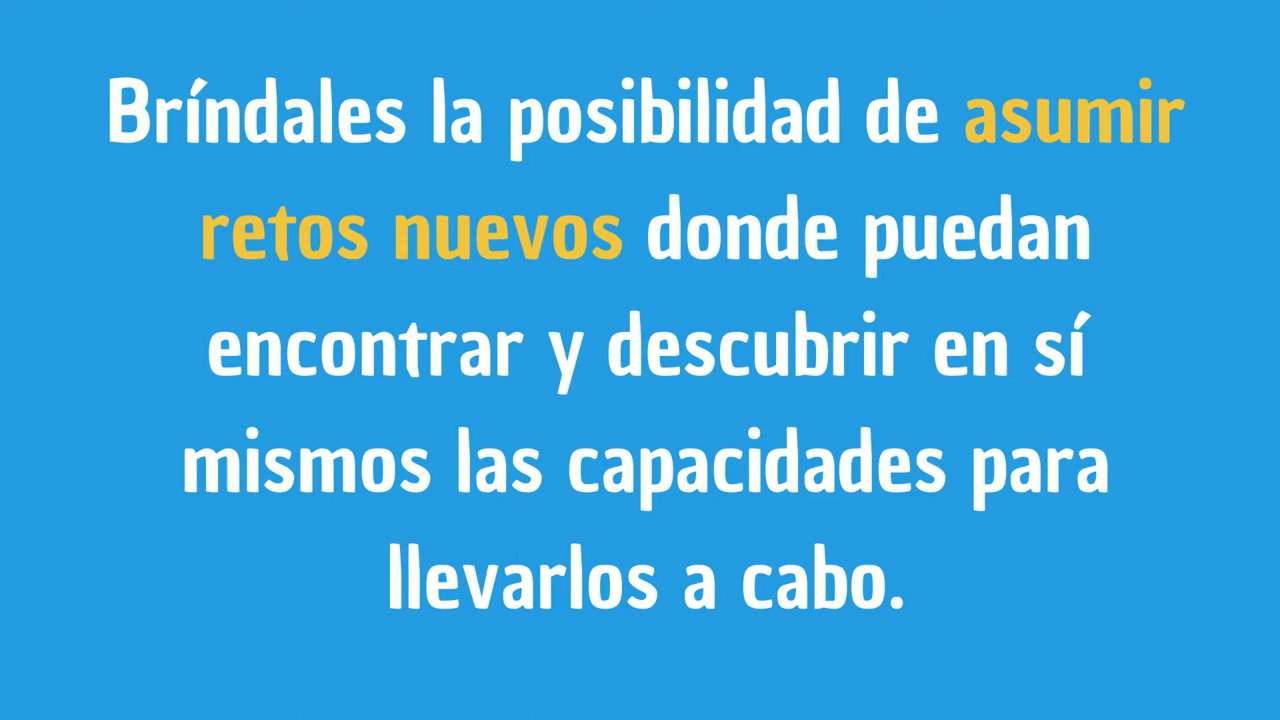 Bríndales la posibilidad de asumir
retos nuevos donde puedan
encontrar y descubrir en sí
mismos las capacidades para
llevarlos a cabo.